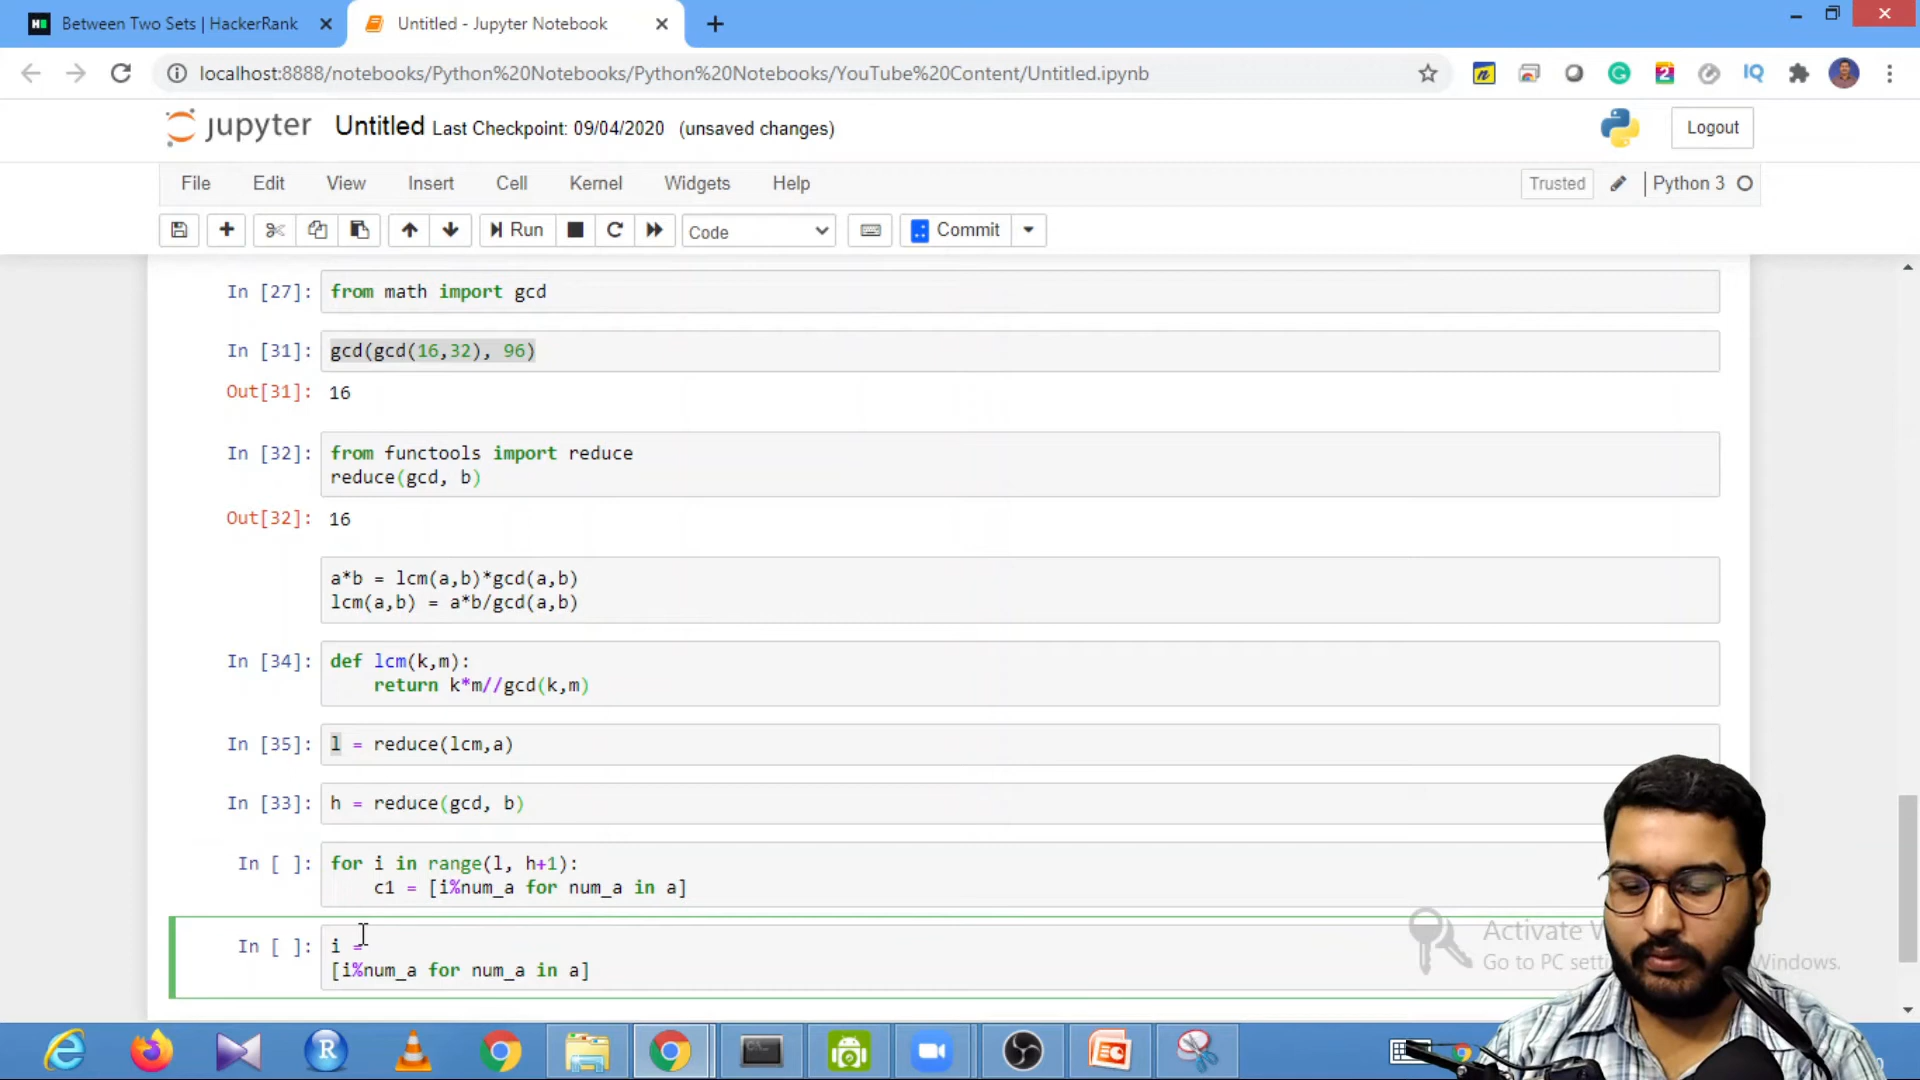 Between Two Sets | HackerRank
Untitled - Jupyter Notebook
localhost:8888/notebooks/Python%20Notebooks/Python%20Notebooks/YouTube%20Content/Untitled.ipynb
jupyter Untitled Last Checkpoint: 09/04/2020 (unsaved changes)
Logout
File Edit View Insert Cell Kernel Widgets Help
Trusted Python 3
Run Code Commit
In [27]: from math import gcd
In [31]: gcd(gcd(16,32), 96)
Out[31]: 16
In [32]: from functools import reduce
reduce(gcd, b)
Out[32]: 16
a*b = lcm(a,b)*gcd(a,b)
lcm(a,b) = a*b/gcd(a,b)
In [34]: def lcm(k,m):
return k*m//gcd(k,m)
In [35]: l = reduce(lcm,a)
In [33]: h = reduce(gcd, b)
In [ ]: for i in range(l, h+1):
c1 = [i%num_a for num_a in a]
In [ ]: i =
[i%num_a for num_a in a]
Activate
Go to PC Windows.